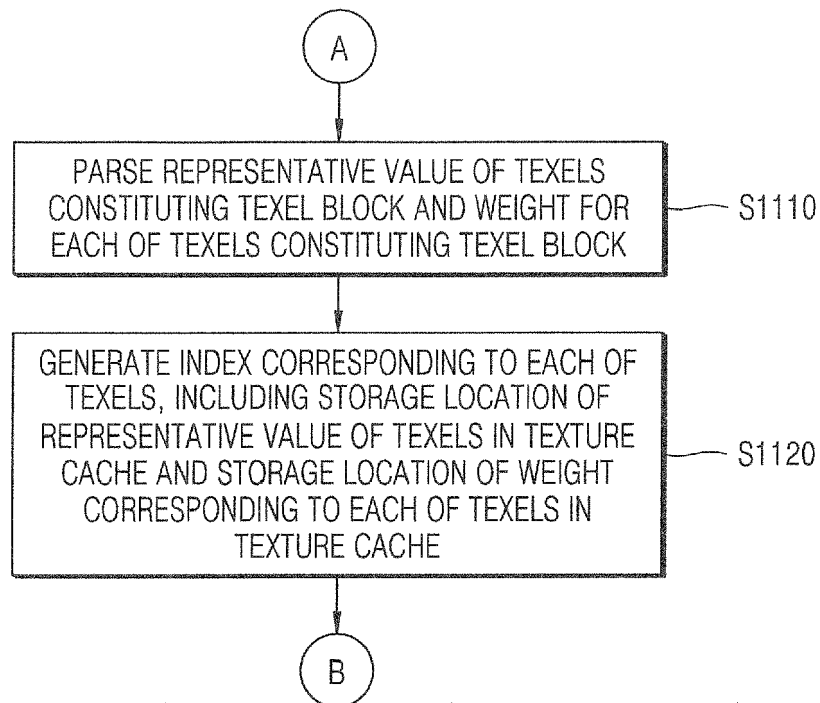 A
PARSE REPRESENTATIVE VALUE OF TEXELS
CONSTITUTING TEXEL BLOCK AND WEIGHT FOR
EACH OF TEXELS CONSTITUTING TEXEL BLOCK
S1110
GENERATE INDEX CORRESPONDING TO EACH OF
TEXELS, INCLUDING STORAGE LOCATION OF
REPRESENTATIVE VALUE OF TEXELS IN TEXTURE
CACHE AND STORAGE LOCATION OF WEIGHT
CORRESPONDING TO EACH OF TEXELS IN
TEXTURE CACHE
S1120
B